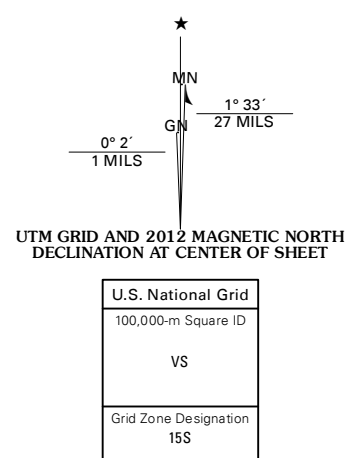 MN
1° 33´
27 MILS
GN
0° 2´
1 MILS
UTM GRID AND 2012 MAGNETIC NORTH
DECLINATION AT CENTER OF SHEET
U.S. National Grid
100,000-m Square ID
VS
Grid Zone Designation
15S